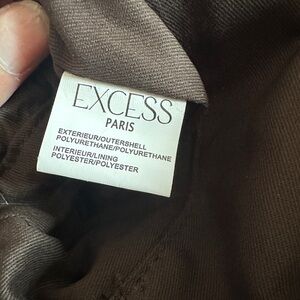 EXCESS
PARIS
EXTERIEUR/OUTERSHELL
POLYURETHANE/POLYURETHANE
INTERIEUR/LINING
POLYESTER/POLYESTER